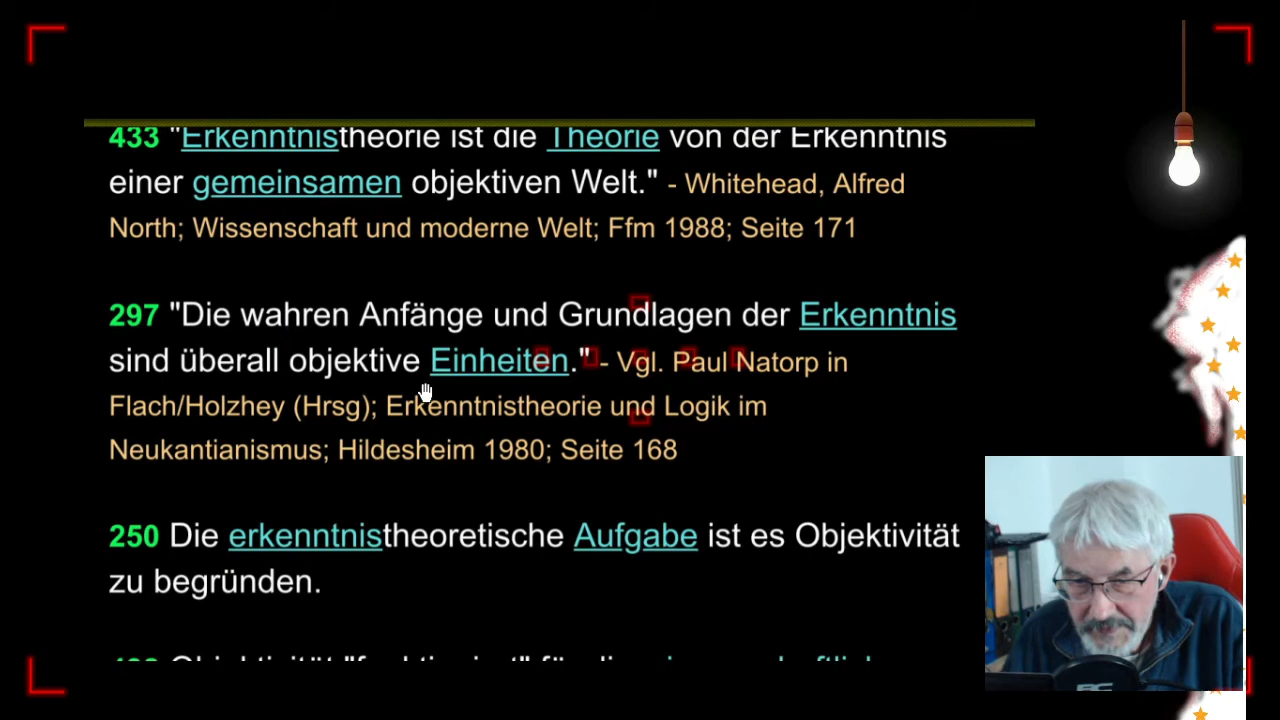 433 "Erkenntnistheorie ist die Theorie von der Erkenntnis
einer gemeinsamen objektiven Welt." - Whitehead, Alfred
North; Wissenschaft und moderne Welt; Ffm 1988; Seite 171
297 "Die wahren Anfänge und Grundlagen der Erkenntnis
sind überall objektive Einheiten." - Vgl. Paul Natorp in
Flach/Holzhey (Hrsg); Erkenntnistheorie und Logik im
Neukantianismus; Hildesheim 1980; Seite 168
250 Die erkenntnistheoretische Aufgabe ist es Objektivität
zu begründen.